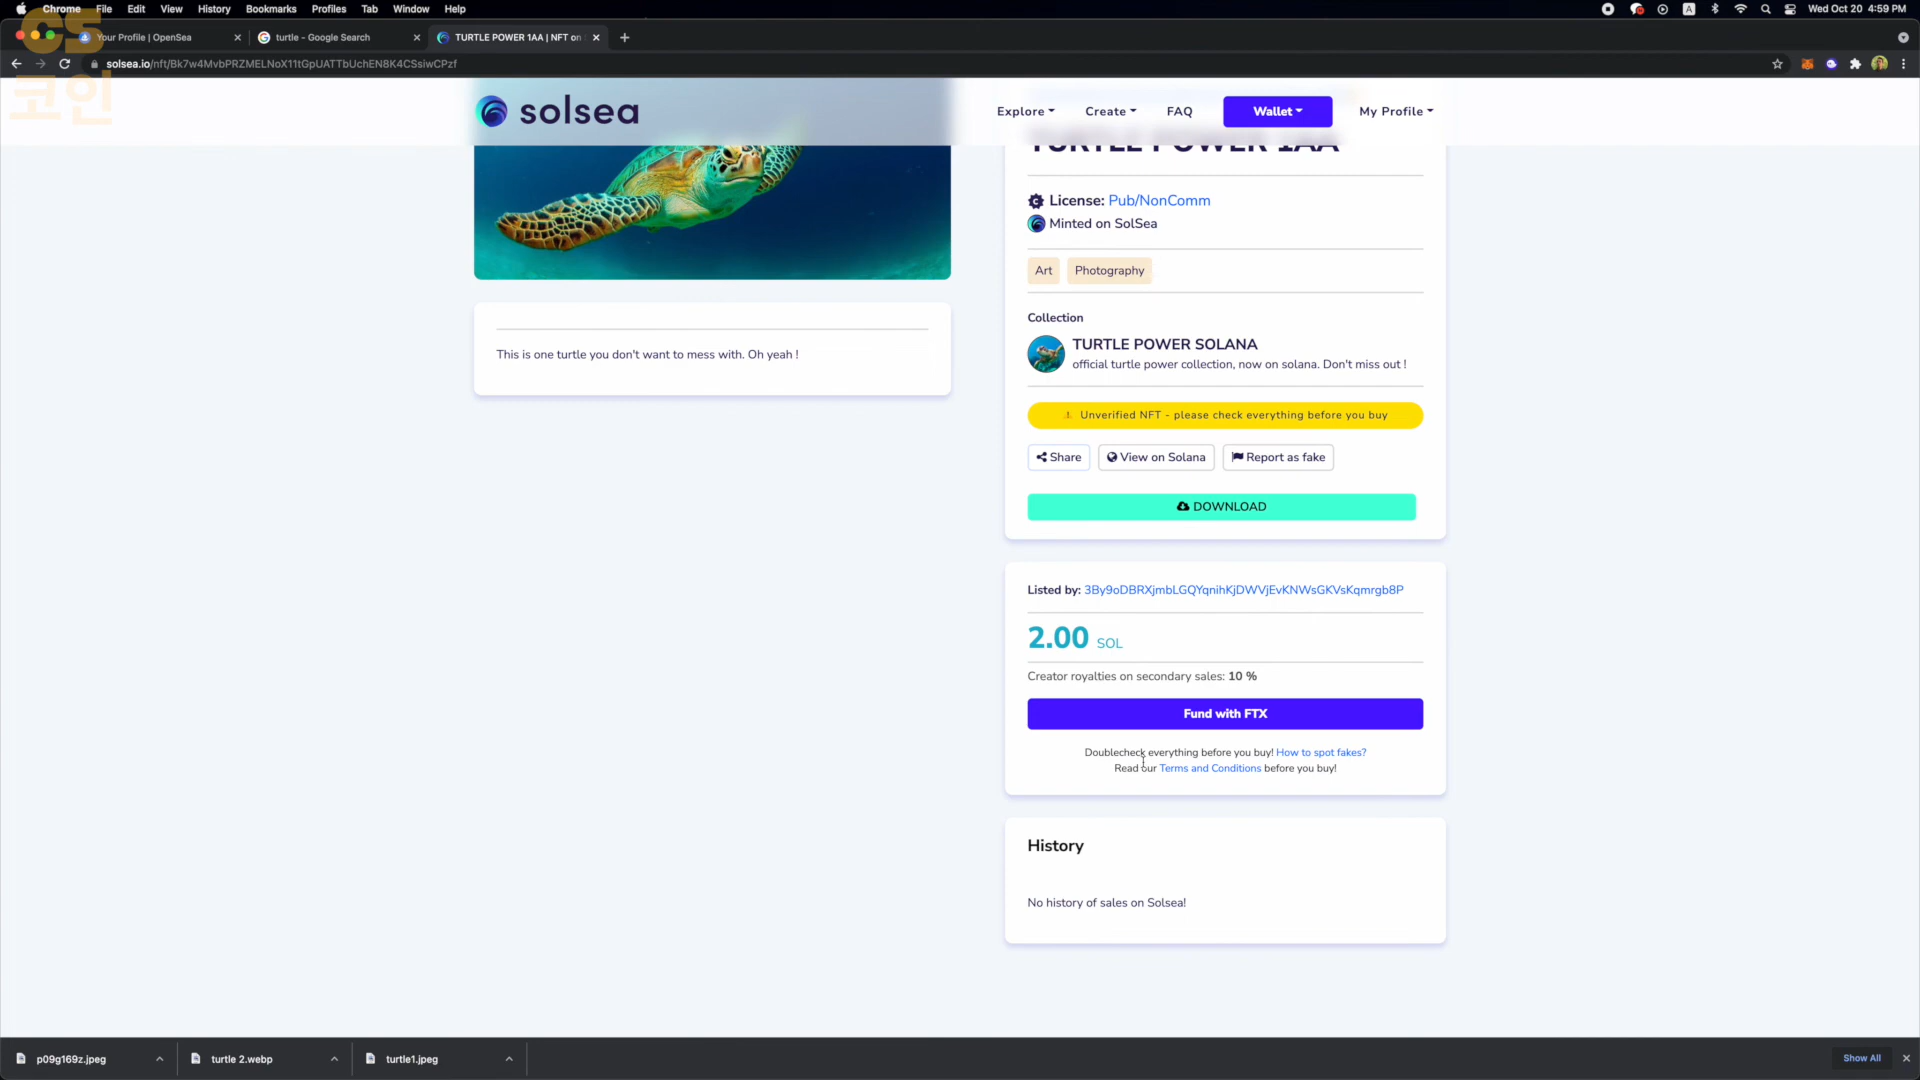 Chrome File Edit View History Bookmarks Profiles Tab Window Help
A Wed Oct 20 4:59 PM
CS
코인
Your Profile | OpenSea
turtle - Google Search
TURTLE POWER 1AA | NFT on
solsea.io/nft/Bk7w4MvbPRZMELNoX11tGpUATTbUchEN8K4CSsiwCPzf
solsea
Explore Create FAQ Wallet My Profile
TURTLE POWER 1AA
License: Pub/NonComm
Minted on SolSea
Art Photography
Collection
TURTLE POWER SOLANA
official turtle power collection, now on solana. Don't miss out !
This is one turtle you don't want to mess with. Oh yeah !
Unverified NFT - please check everything before you buy
Share View on Solana Report as fake
DOWNLOAD
Listed by: 3By9oDBRXjmbLGQYqnihKjDWVjEvKNWsGKVsKqmrgb8P
2.00 SOL
Creator royalties on secondary sales: 10 %
Fund with FTX
Doublecheck everything before you buy! How to spot fakes?
Read our Terms and Conditions before you buy!
History
No history of sales on Solsea!
p09g169z.jpeg
turtle 2.webp
turtle1.jpeg
Show All